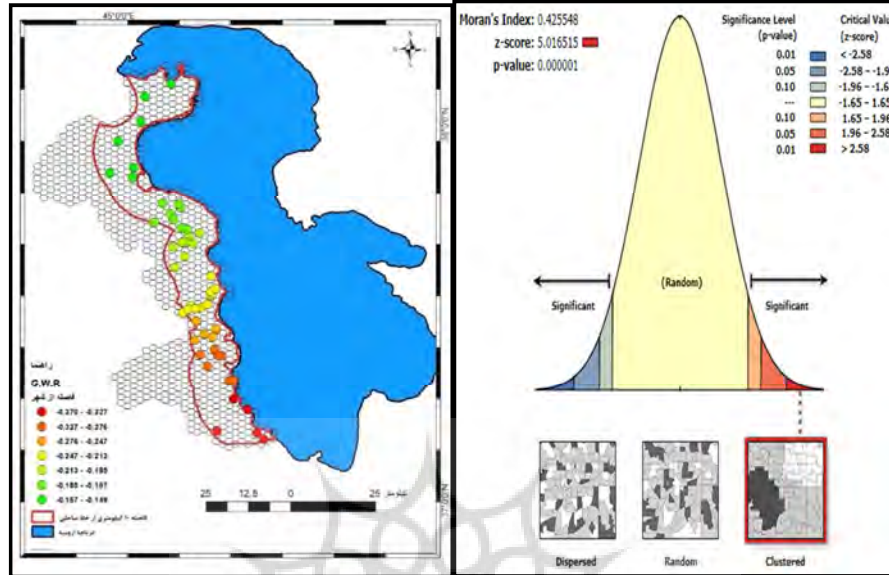 45°0'0"E
38°0'0"N
37°0'0"N
راهنما
G.W.R
فاصله از شهر
-0.370 - -0.327
-0.327 - -0.276
-0.276 - -0.247
-0.247 - -0.213
-0.213 - -0.188
25 12.5 0 25
کیلومتر
دریاچه ارومیه
Moran's Index: 0.425548
z-score: 5.016515
p-value: 0.000001
Significance Level
(p-value)
0.01
0.05
0.10
---
0.10
0.05
0.01
Critical Valu
(z-score)
< -2.58
-2.58 - -1.9
-1.96 - -1.6
-1.65 - 1.65
1.65 - 1.96
1.96 - 2.58
> 2.58
(Random)
Significant
Significant
Dispersed
Random
Clustered